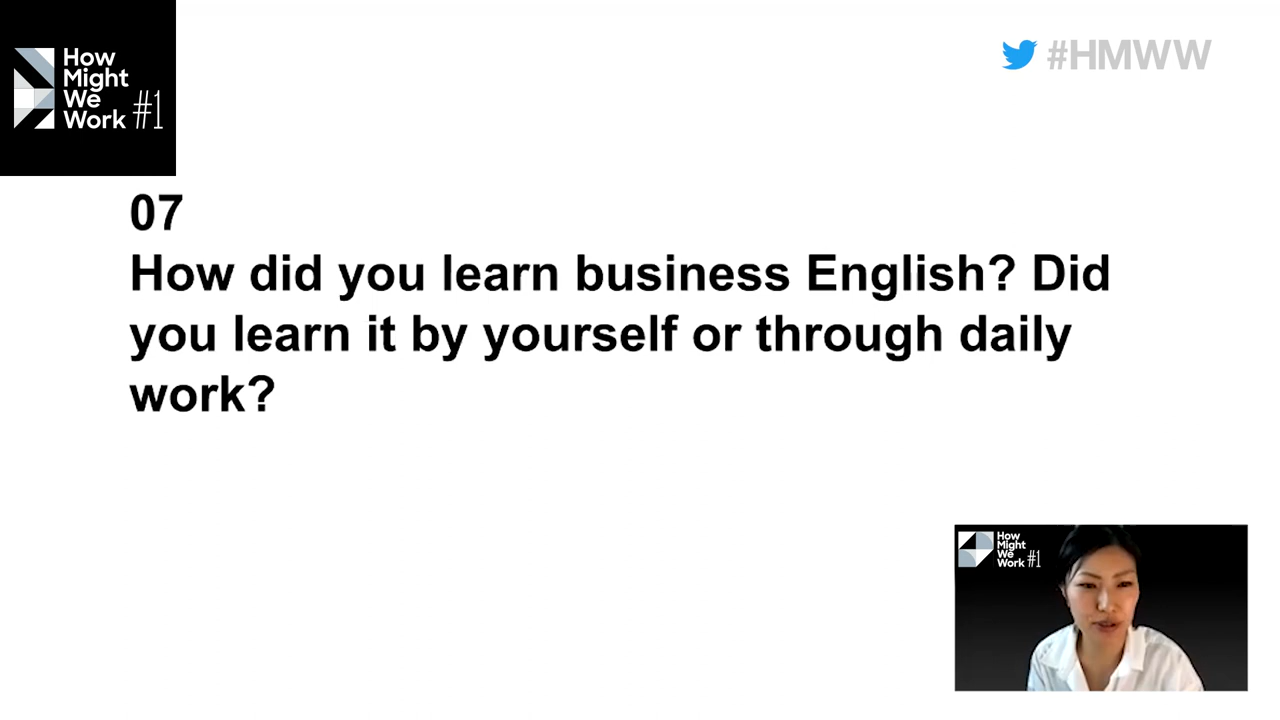 How
Might
We
Work #1
#HMWW
07
How did you learn business English? Did
you learn it by yourself or through daily
work?
How
Might
We
Work #1